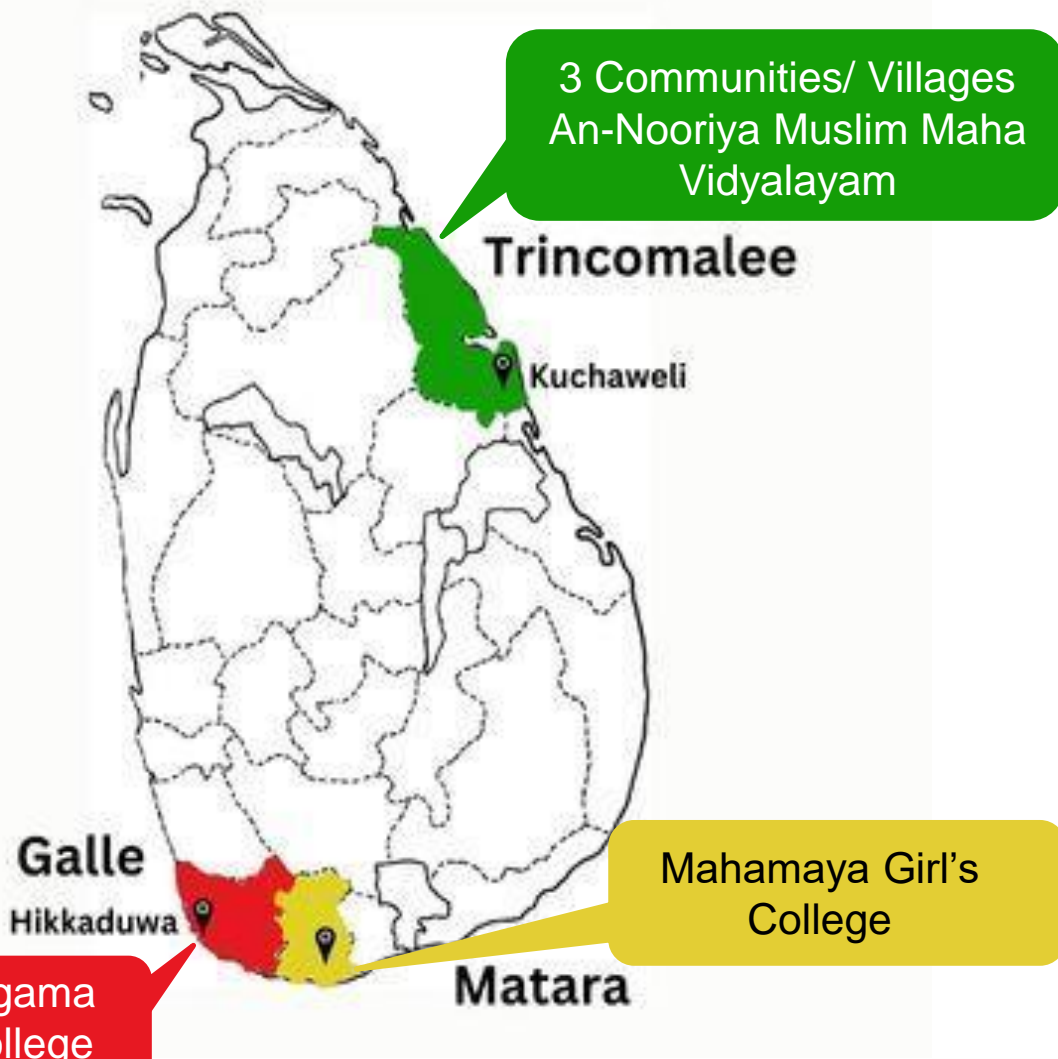 3 Communities/ Villages
An-Nooriya Muslim Maha
Vidyalayam
Trincomalee
Kuchaweli
Galle
Hikkaduwa
Mahamaya Girl's
College
Matara